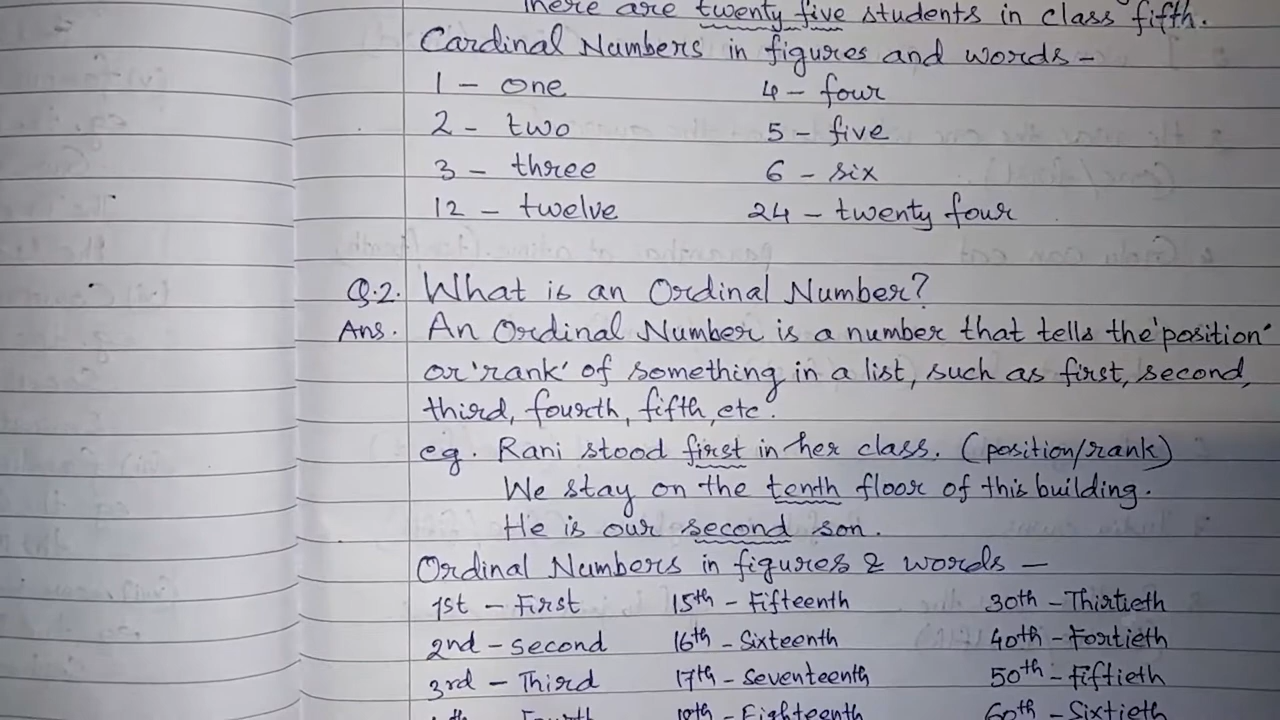 There are twenty five students in class fifth.
Cardinal Numbers in figures and words -
1 - one 4 - four
2 - two 5 - five
3 - three 6 - six
12 - twelve 24 - twenty four
Q.2. What is an Ordinal Number?
Ans. An Ordinal Number is a number that tells the 'position'
or 'rank' of something in a list, such as first, second,
third, fourth, fifth, etc.
eg. Rani stood first in her class. (position/rank)
We stay on the tenth floor of this building.
He is our second son.
Ordinal Numbers in figures & words -
1st - First 15th - Fifteenth 30th - Thirtieth
2nd - second 16th - Sixteenth 40th - Fortieth
3rd - Third 17th - Seventeenth 50th - Fiftieth
Fourth 18th - Eighteenth 60th - Sixtieth